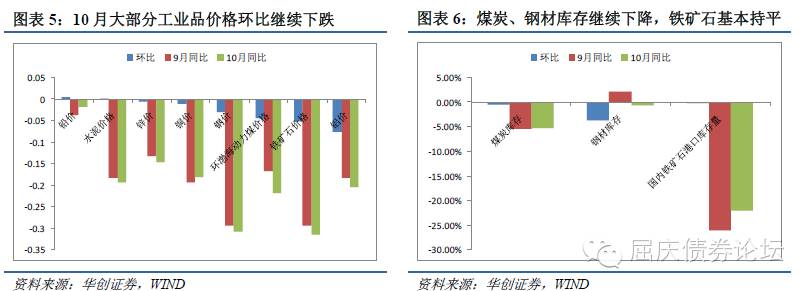 图表 5：10 月大部分工业品价格环比继续下跌
环比 9月同比 10月同比
0.05
0
-0.05
-0.1
-0.15
-0.2
-0.25
-0.3
-0.35
铅价
水泥价格
锌价
铜价
钢价
环渤海动力煤价格
铁矿石价格
铝价
资料来源：华创证券，WIND
图表 6：煤炭、钢材库存继续下降，铁矿石基本持平
环比 9月同比 10月同比
5.00%
0.00%
-5.00%
-10.00%
-15.00%
-20.00%
-25.00%
-30.00%
煤炭库存
钢材库存
国内铁矿石港口库存量
屈庆债券论坛
资料来源：华创证券，WIND